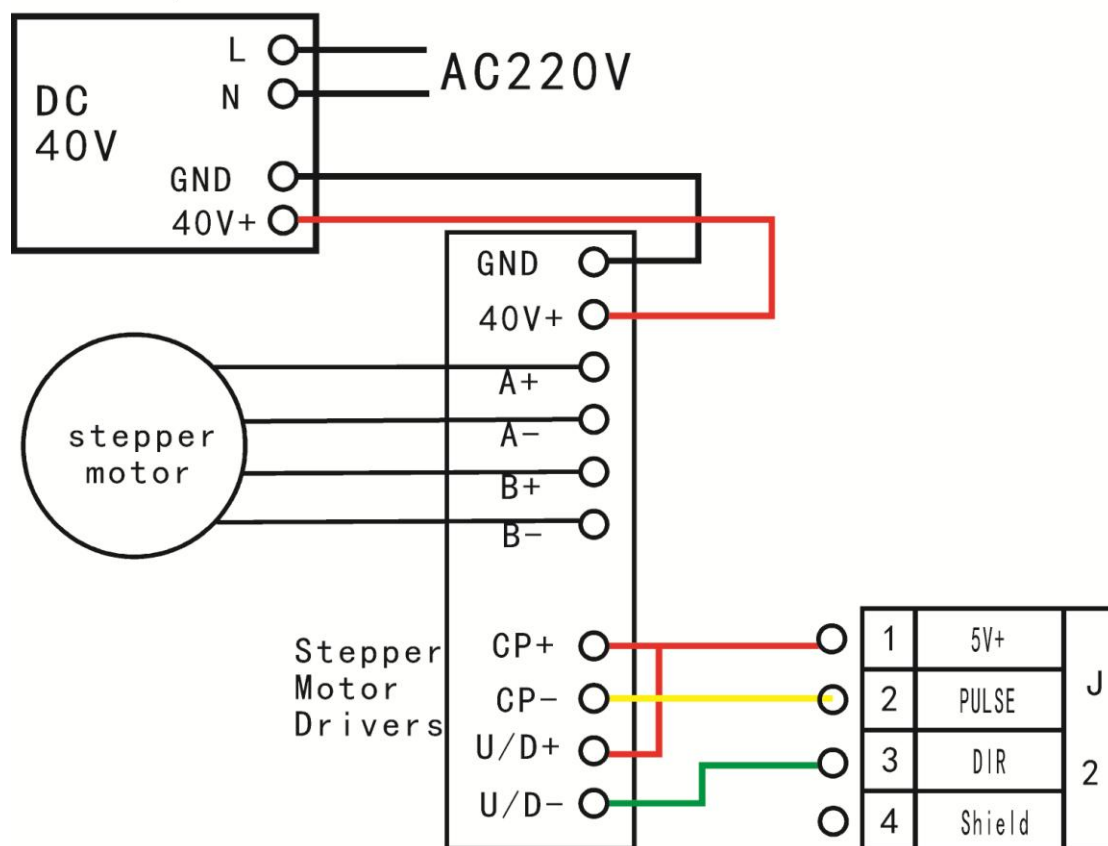 L
AC220V
N
DC
40V
GND
40V+
GND
40V+
A+
A-
B+
B-
stepper
motor
Stepper
Motor
Drivers
CP+
CP-
U/D+
U/D-
1 5V+
2 PULSE
3 DIR
4 Shield
J
2